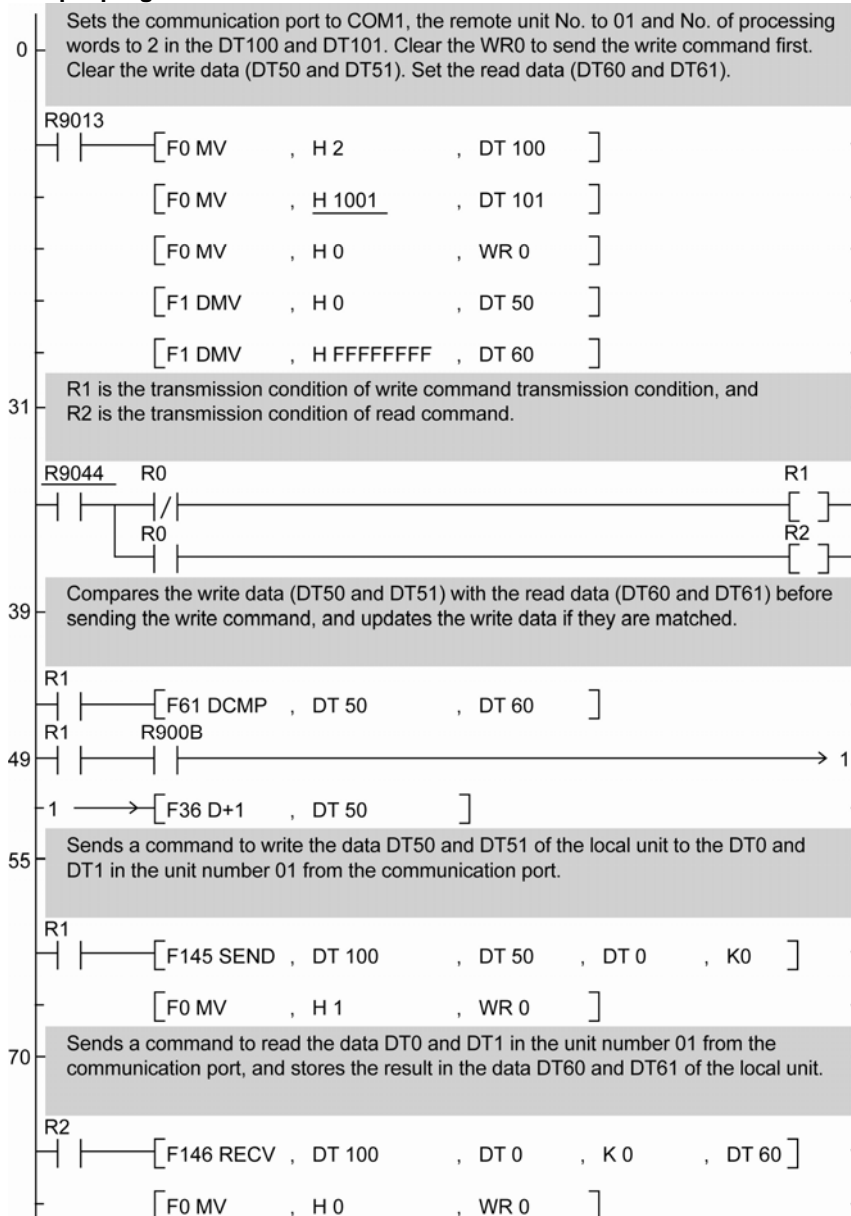 Sets the communication port to COM1, the remote unit No. to 01 and No. of processing
0 words to 2 in the DT100 and DT101. Clear the WR0 to send the write command first.
Clear the write data (DT50 and DT51). Set the read data (DT60 and DT61).
R9013
F0 MV , H 2 , DT 100
F0 MV , H 1001 , DT 101
F0 MV , H 0 , WR 0
F1 DMV , H 0 , DT 50
F1 DMV , H FFFFFFFF , DT 60
R1 is the transmission condition of write command transmission condition, and
31 R2 is the transmission condition of read command.
R9044 R0 R1
R0 R2
Compares the write data (DT50 and DT51) with the read data (DT60 and DT61) before
39 sending the write command, and updates the write data if they are matched.
R1
F61 DCMP , DT 50 , DT 60
R1 R900B
49 1
1 F36 D+1 , DT 50
Sends a command to write the data DT50 and DT51 of the local unit to the DT0 and
55 DT1 in the unit number 01 from the communication port.
R1
F145 SEND , DT 100 , DT 50 , DT 0 , K0
F0 MV , H 1 , WR 0
Sends a command to read the data DT0 and DT1 in the unit number 01 from the
70 communication port, and stores the result in the data DT60 and DT61 of the local unit.
R2
F146 RECV , DT 100 , DT 0 , K 0 , DT 60
F0 MV , H 0 , WR 0